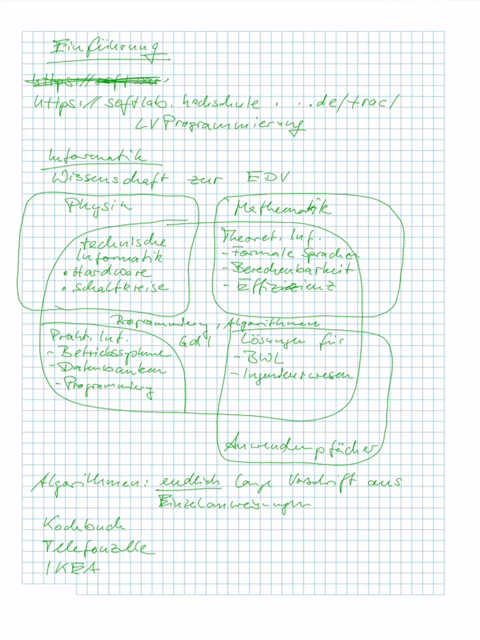 Einführung
https://softlab.hochschule. ...de/trac/
LVProgrammierung
Informatik
Wissenschaft zur EDV
Physik
Mathematik
technische
Informatik
• Hardware
• Schaltkreise
Theoret. Inf.
- Formale Sprachen
- Berechenbarkeit
- Effizienz
Programmierung, Algorithmen
GdI
Prakt. Inf.
- Betriebssysteme
- Datenbanken
- Programmierung
Lösungen für
- BWL
- Ingenieurwesen
Anwendungsfächer
Algorithmen: endlich lange Vorschrift aus
Einzelanweisungen
Kochbuch
Telefonzelle
IKEA